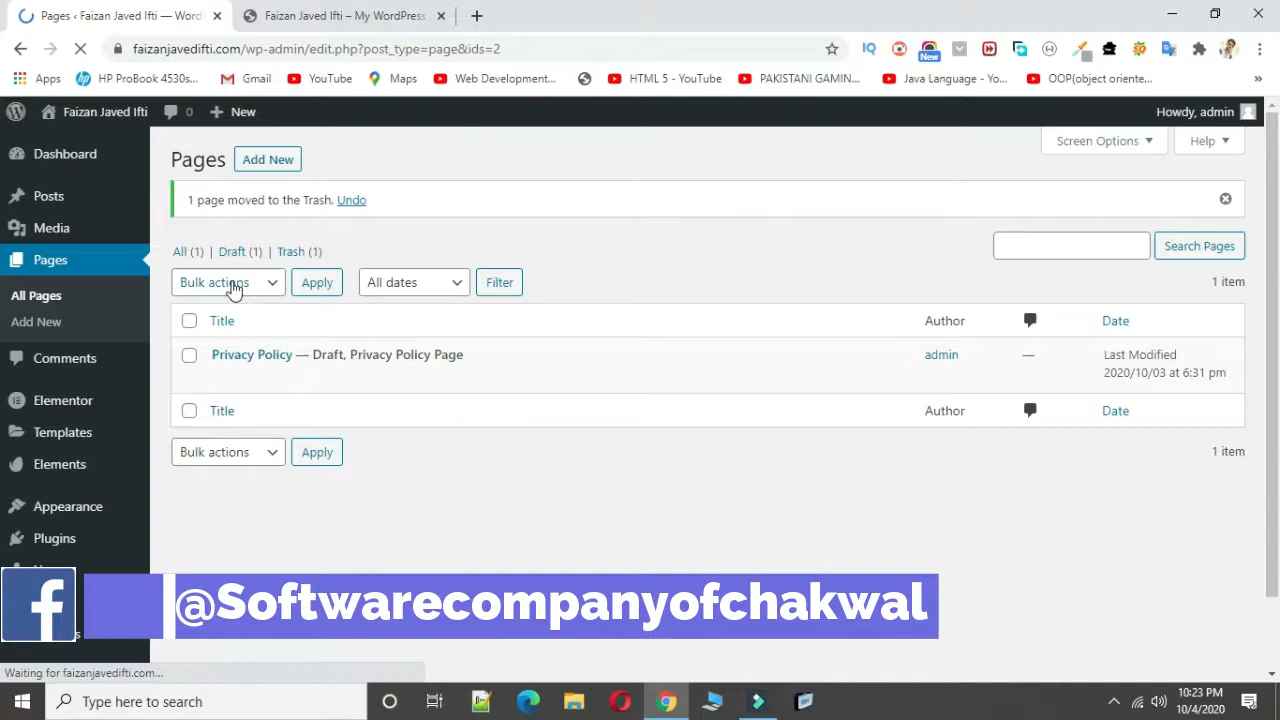 Pages ‹ Faizan Javed Ifti — Word
Faizan Javed Ifti – My WordPress
faizanjavedifti.com/wp-admin/edit.php?post_type=page&ids=2
New
Apps
HP ProBook 4530s...
Gmail
YouTube
Maps
Web Development...
HTML 5 - YouTube
PAKISTANI GAMIN...
Java Language - Yo...
OOP(object oriente...
»
Faizan Javed Ifti
0
New
Howdy, admin
Dashboard
Posts
Media
Pages
All Pages
Add New
Comments
Elementor
Templates
Elements
Appearance
Plugins
Screen Options
Help
Pages
Add New
1 page moved to the Trash. Undo
All (1) | Draft (1) | Trash (1)
Search Pages
Bulk actions
Apply
All dates
Filter
1 item
Title
Author
Date
Privacy Policy — Draft, Privacy Policy Page
admin
—
Last Modified
2020/10/03 at 6:31 pm
Title
Author
Date
Bulk actions
Apply
1 item
f
@Softwarecompanyofchakwal
Waiting for faizanjavedifti.com...
Type here to search
10:23 PM
10/4/2020